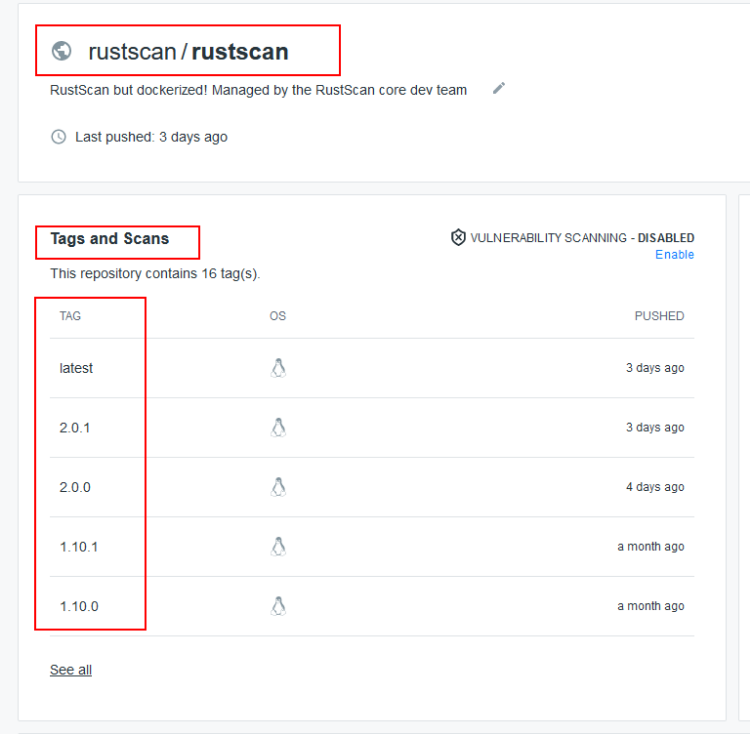 rustscan / rustscan
RustScan but dockerized! Managed by the RustScan core dev team
Last pushed: 3 days ago
Tags and Scans
VULNERABILITY SCANNING - DISABLED
Enable
This repository contains 16 tag(s).
TAG OS PUSHED
latest 3 days ago
2.0.1 3 days ago
2.0.0 4 days ago
1.10.1 a month ago
1.10.0 a month ago
See all